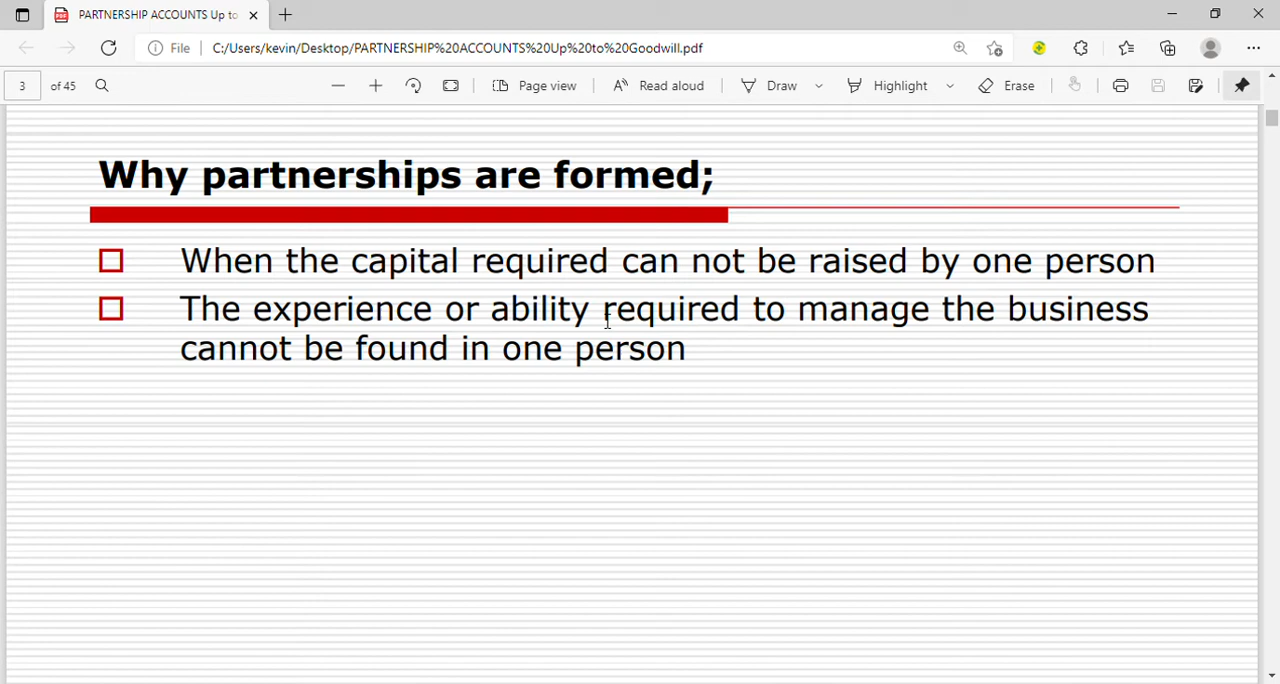 PARTNERSHIP ACCOUNTS Up to
File C:/Users/kevin/Desktop/PARTNERSHIP%20ACCOUNTS%20Up%20to%20Goodwill.pdf
3 of 45 Page view Read aloud Draw Highlight Erase
Why partnerships are formed;
When the capital required can not be raised by one person
The experience or ability required to manage the business
cannot be found in one person